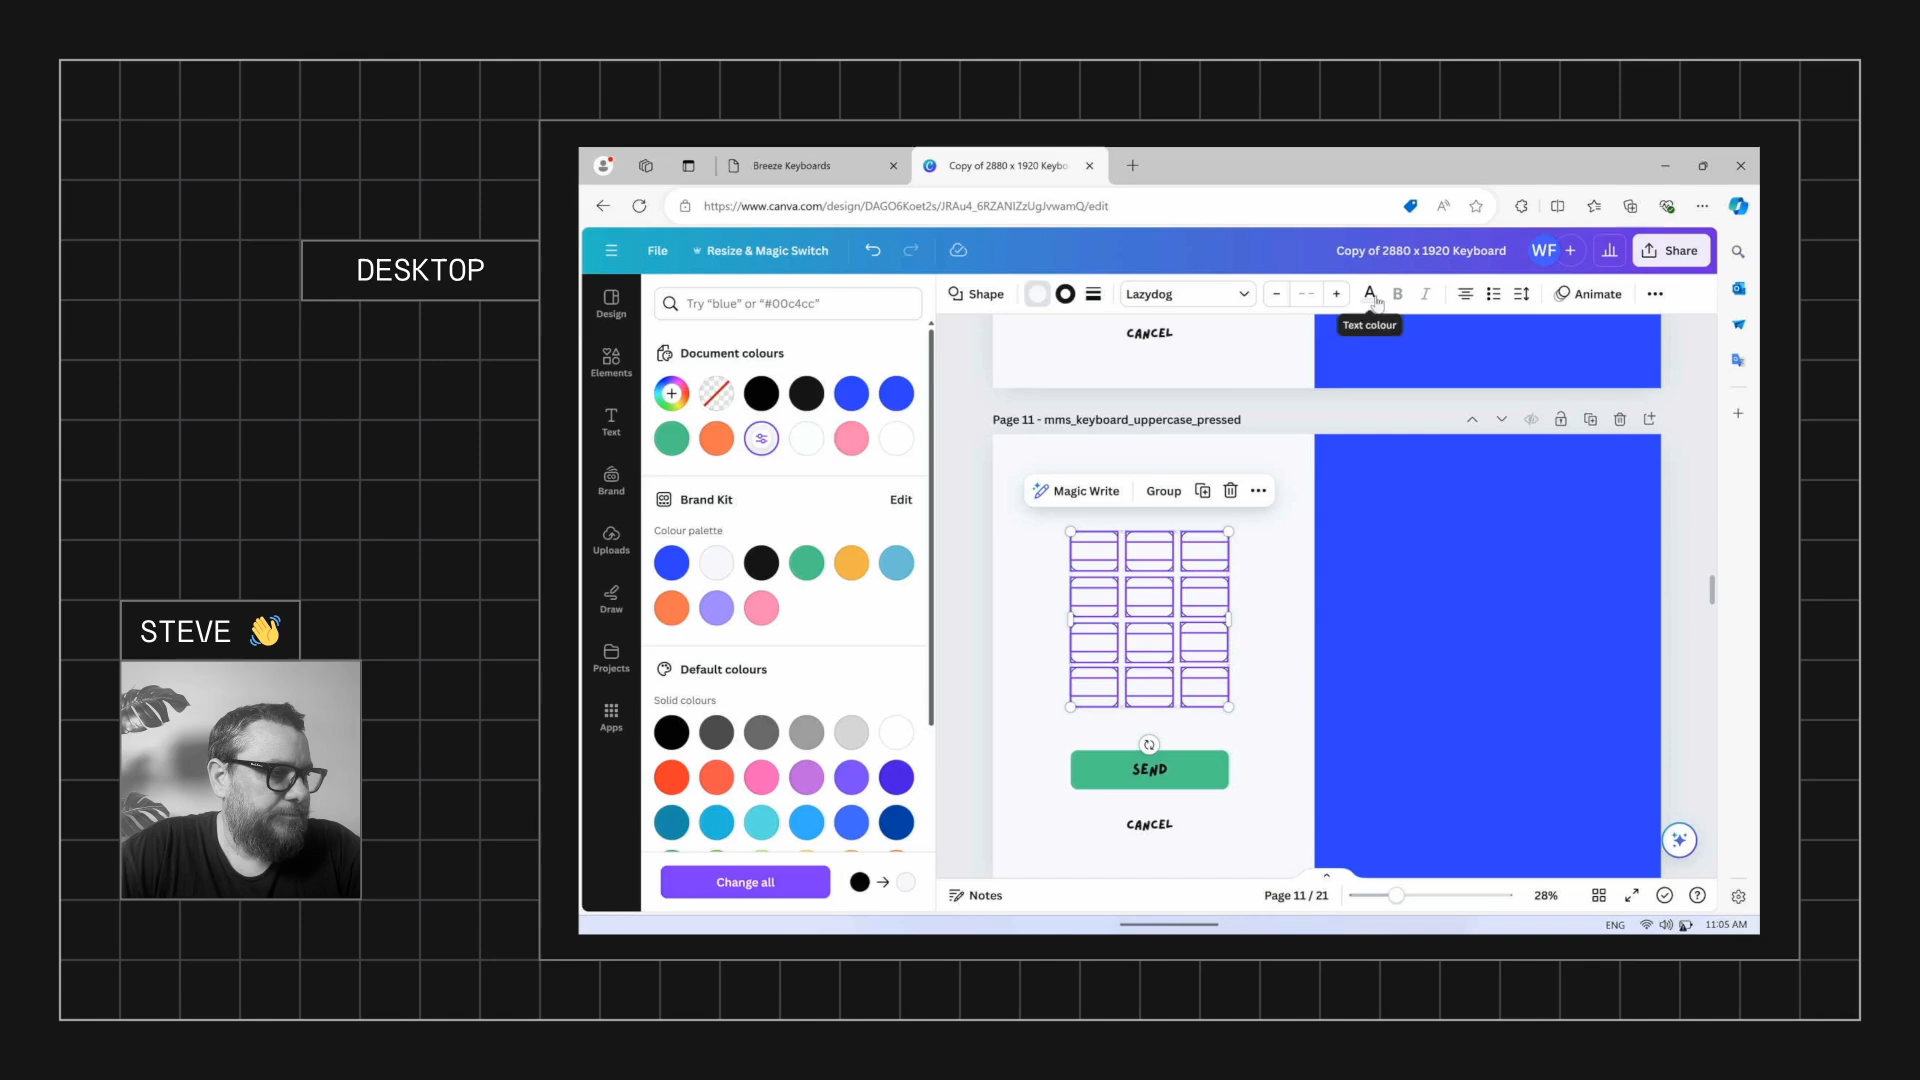 DESKTOP
STEVE 👋
Breeze Keyboards
Copy of 2880 x 1920 Keybo
https://www.canva.com/design/DAGO6Koet2s/JRAu4_6RZANIZzUgJvwamQ/edit
File
Resize & Magic Switch
Copy of 2880 x 1920 Keyboard
WF
Share
Design
Elements
Text
Brand
Uploads
Draw
Projects
Apps
Try “blue” or “#00c4cc”
Document colours
Brand Kit
Edit
Colour palette
Default colours
Solid colours
Change all
Shape
Lazydog
Animate
Text colour
CANCEL
Page 11 - mms_keyboard_uppercase_pressed
Magic Write
Group
SEND
CANCEL
Notes
Page 11 / 21
28%
ENG
11:05 AM